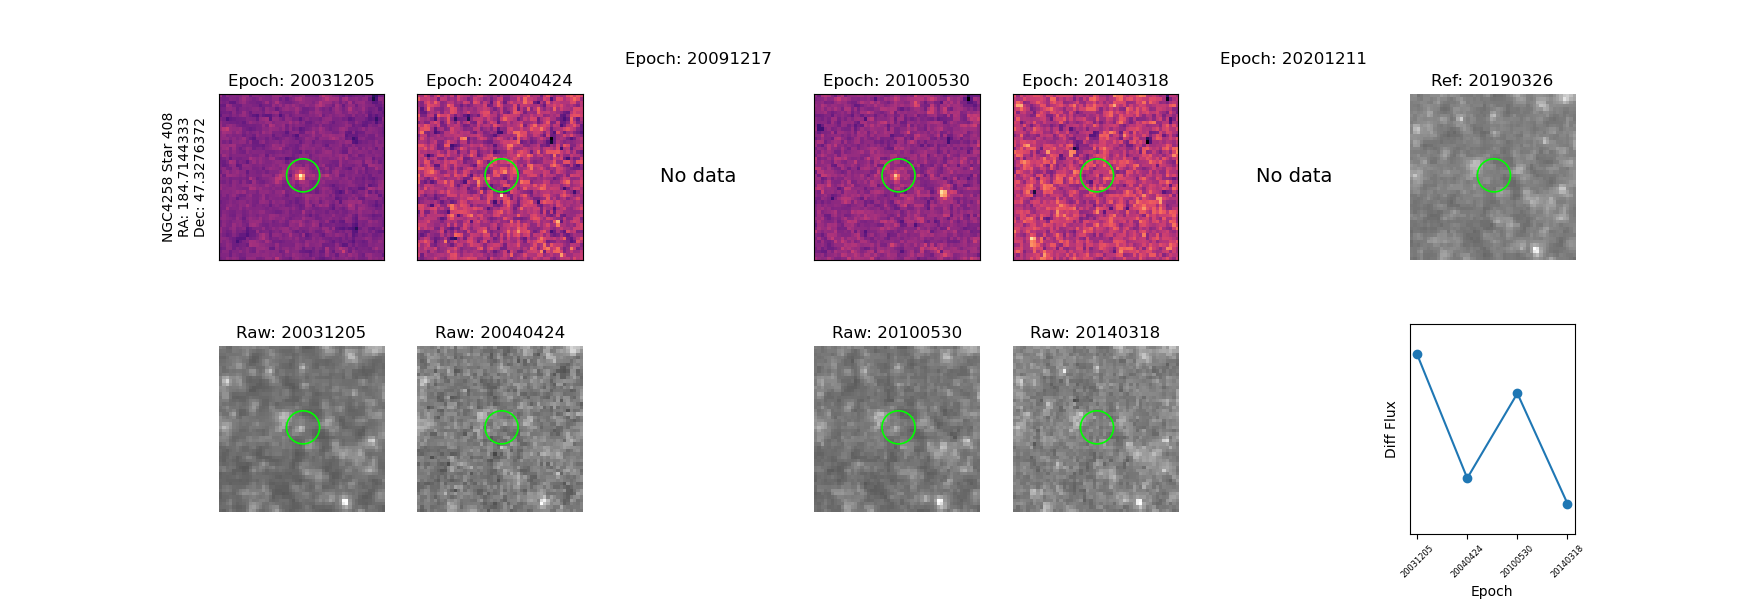 Epoch: 20091217
Epoch: 20201211
Epoch: 20031205
Epoch: 20040424
Epoch: 20100530
Epoch: 20140318
Ref: 20190326
NGC4258 Star 408
RA: 184.7144333
Dec: 47.3276372
No data
No data
Raw: 20031205
Raw: 20040424
Raw: 20100530
Raw: 20140318
Diff Flux
20031205
20040424
20100530
20140318
Epoch